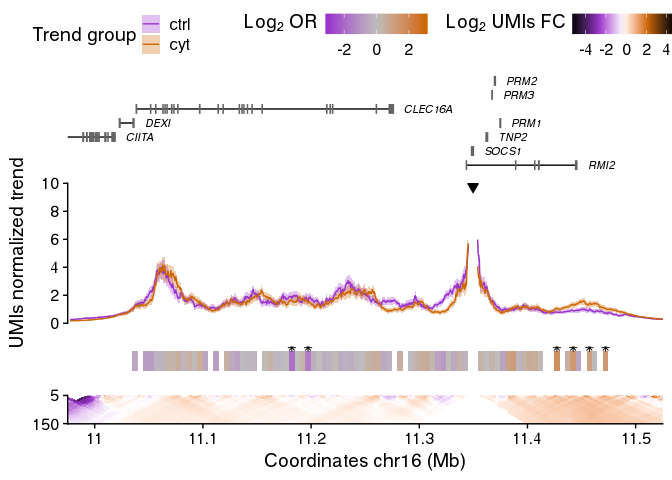 Trend group
ctrl
cyt
Log2 OR
-2 0 2
Log2 UMIs FC
-4 -2 0 2 4
PRM2
PRM3
CLEC16A
DEXI
PRM1
CIITA
TNP2
SOCS1
RMI2
UMIs normalized trend
10
8
6
4
2
0
* * * * * *
5
150
11 11.1 11.2 11.3 11.4 11.5
Coordinates chr16 (Mb)